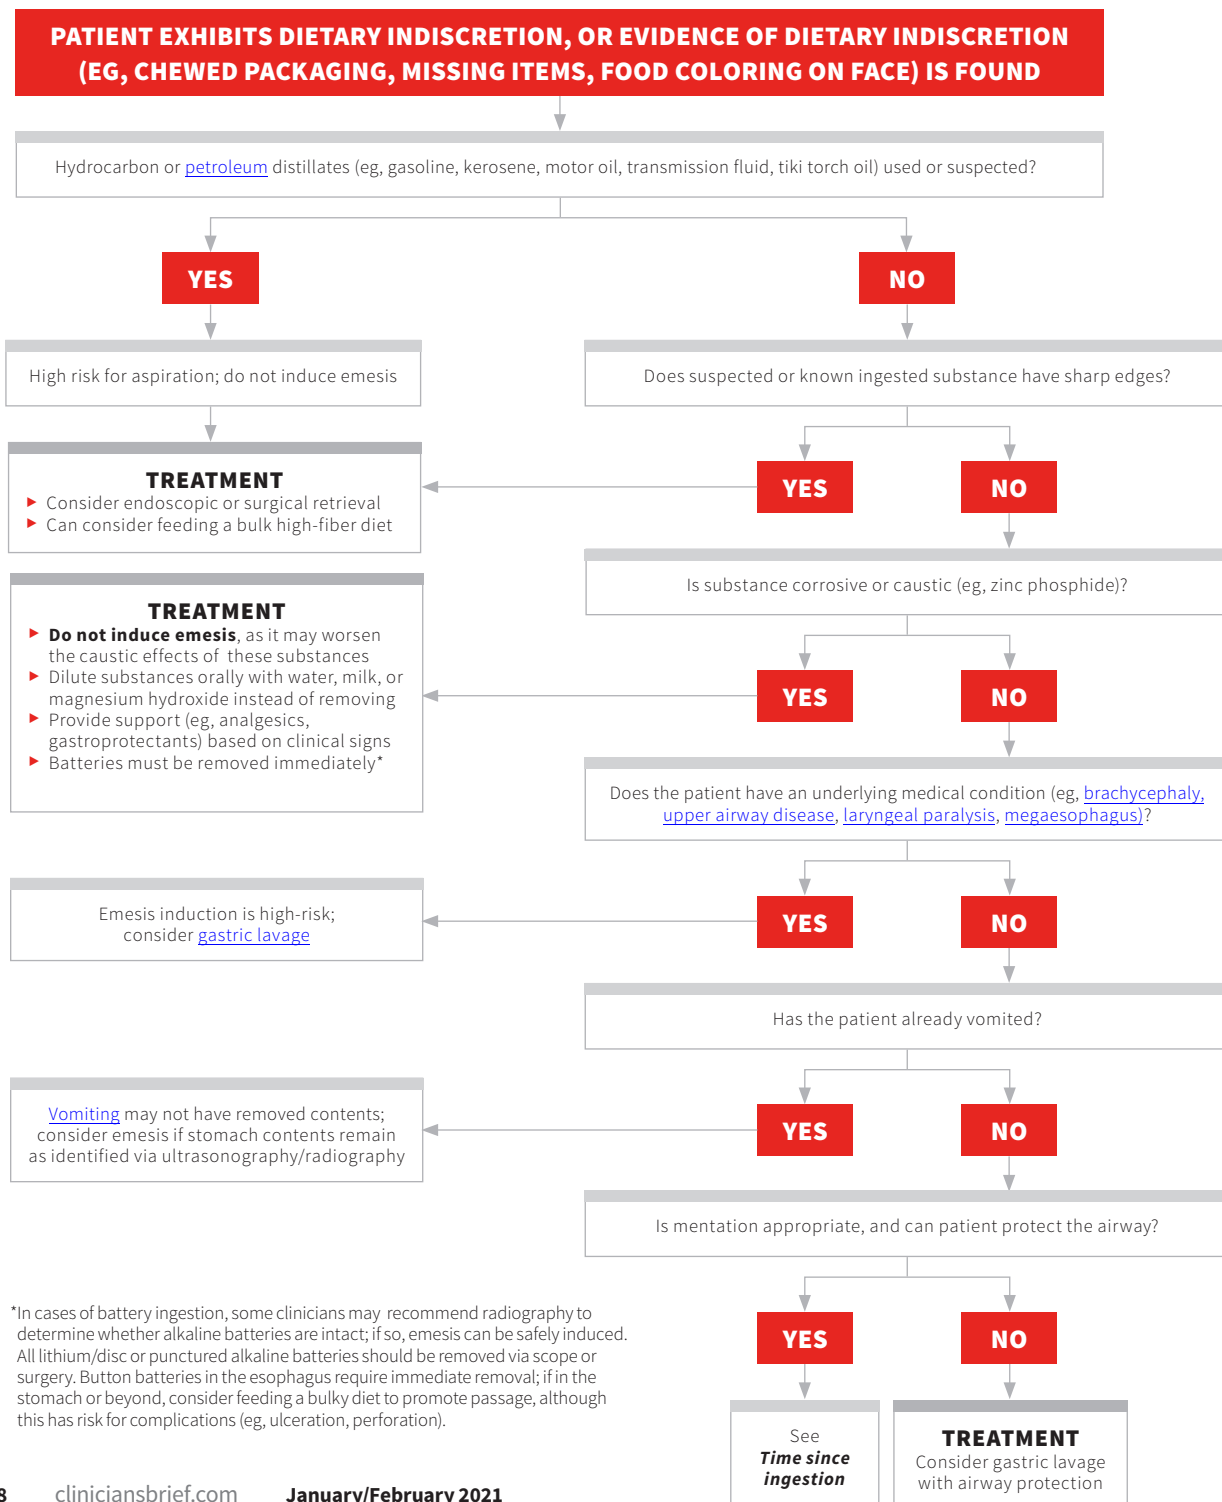 PATIENT EXHIBITS DIETARY INDISCRETION, OR EVIDENCE OF DIETARY INDISCRETION
(EG, CHEWED PACKAGING, MISSING ITEMS, FOOD COLORING ON FACE) IS FOUND
Hydrocarbon or petroleum distillates (eg, gasoline, kerosene, motor oil, transmission fluid, tiki torch oil) used or suspected?
YES
NO
High risk for aspiration; do not induce emesis
Does suspected or known ingested substance have sharp edges?
TREATMENT
► Consider endoscopic or surgical retrieval
► Can consider feeding a bulk high-fiber diet
YES
NO
Is substance corrosive or caustic (eg, zinc phosphide)?
TREATMENT
► Do not induce emesis, as it may worsen
the caustic effects of these substances
► Dilute substances orally with water, milk, or
magnesium hydroxide instead of removing
► Provide support (eg, analgesics,
gastroprotectants) based on clinical signs
► Batteries must be removed immediately*
YES
NO
Does the patient have an underlying medical condition (eg, brachycephaly,
upper airway disease, laryngeal paralysis, megaesophagus)?
Emesis induction is high-risk;
consider gastric lavage
YES
NO
Has the patient already vomited?
Vomiting may not have removed contents;
consider emesis if stomach contents remain
as identified via ultrasonography/radiography
YES
NO
Is mentation appropriate, and can patient protect the airway?
YES
NO
See
Time since
ingestion
TREATMENT
Consider gastric lavage
with airway protection
*In cases of battery ingestion, some clinicians may recommend radiography to
determine whether alkaline batteries are intact; if so, emesis can be safely induced.
All lithium/disc or punctured alkaline batteries should be removed via scope or
surgery. Button batteries in the esophagus require immediate removal; if in the
stomach or beyond, consider feeding a bulky diet to promote passage, although
this has risk for complications (eg, ulceration, perforation).
8 cliniciansbrief.com January/February 2021